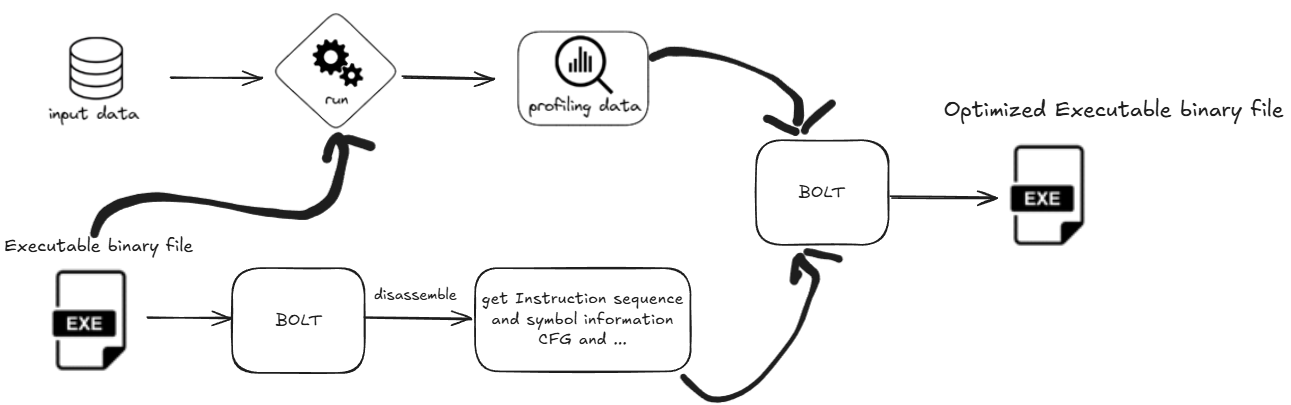 input data
run
profiling data
Optimized Executable binary file
EXE
BOLT
Executable binary file
EXE
BOLT
disassemble
get Instruction sequence
and symbol information
CFG and ...